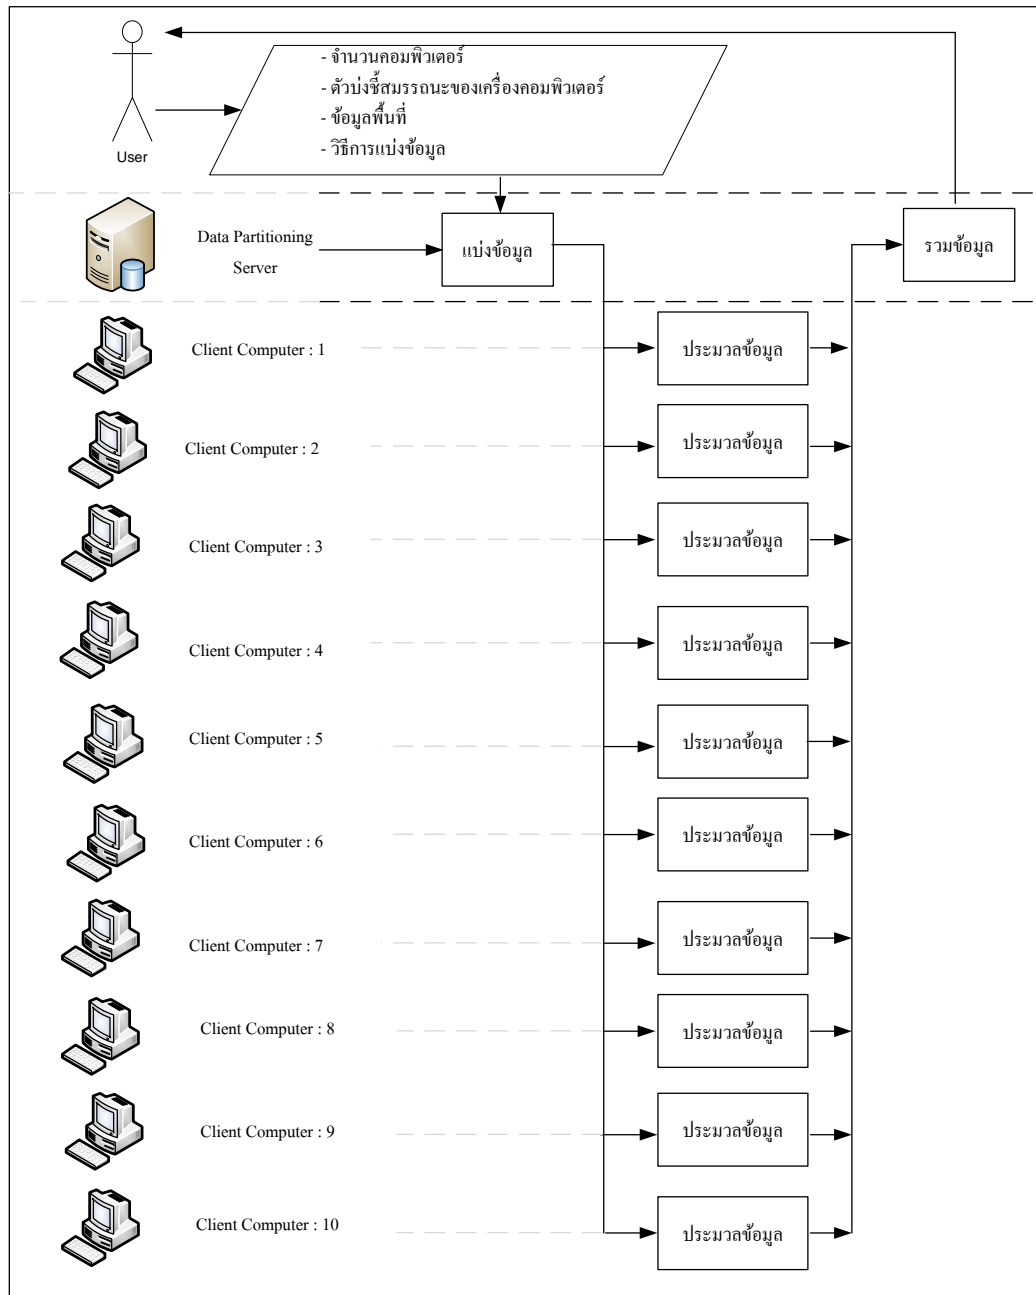 - จำนวนคอมพิวเตอร์
- ตัวบ่งชี้สมรรถนะของเครื่องคอมพิวเตอร์
- ข้อมูลพื้นที่
- วิธีการแบ่งข้อมูล
User
Data Partitioning
Server
แบ่งข้อมูล
รวมข้อมูล
Client Computer : 1
ประมวลข้อมูล
Client Computer : 2
ประมวลข้อมูล
Client Computer : 3
ประมวลข้อมูล
Client Computer : 4
ประมวลข้อมูล
Client Computer : 5
ประมวลข้อมูล
Client Computer : 6
ประมวลข้อมูล
Client Computer : 7
ประมวลข้อมูล
Client Computer : 8
ประมวลข้อมูล
Client Computer : 9
ประมวลข้อมูล
Client Computer : 10
ประมวลข้อมูล